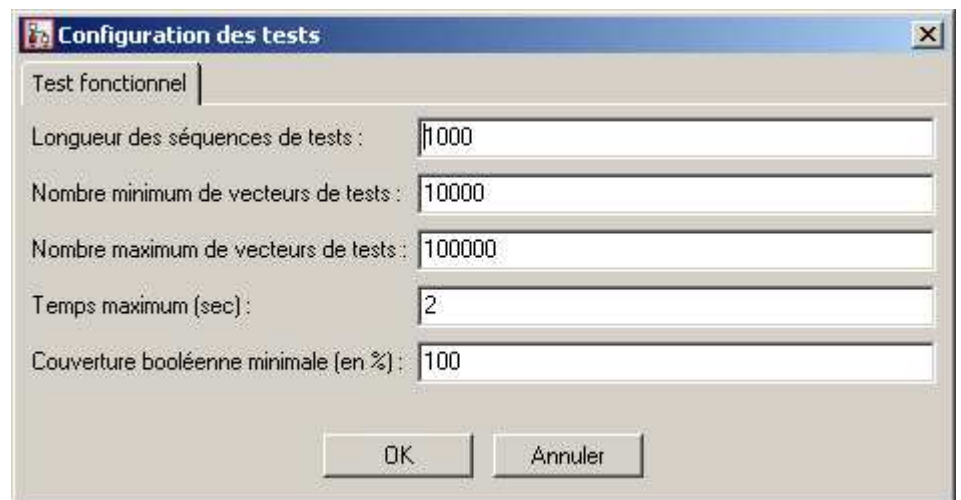 Configuration des tests
Test fonctionnel
Longueur des séquences de tests : 1000
Nombre minimum de vecteurs de tests : 10000
Nombre maximum de vecteurs de tests : 100000
Temps maximum (sec) : 2
Couverture booléenne minimale (en %) : 100
OK Annuler